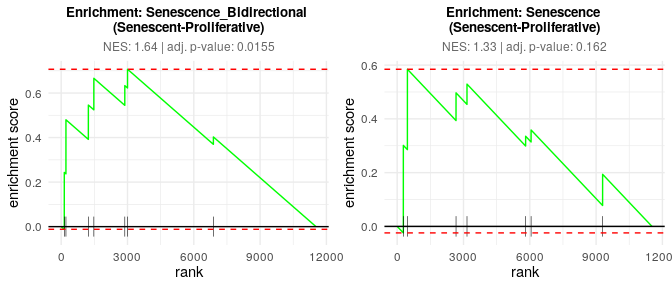 Enrichment: Senescence_Bidirectional
(Senescent-Proliferative)
NES: 1.64 | adj. p-value: 0.0155
enrichment score
0.6
0.4
0.2
0.0
0 3000 6000 9000 12000
rank
Enrichment: Senescence
(Senescent-Proliferative)
NES: 1.33 | adj. p-value: 0.162
enrichment score
0.6
0.4
0.2
0.0
0 3000 6000 9000 12000
rank